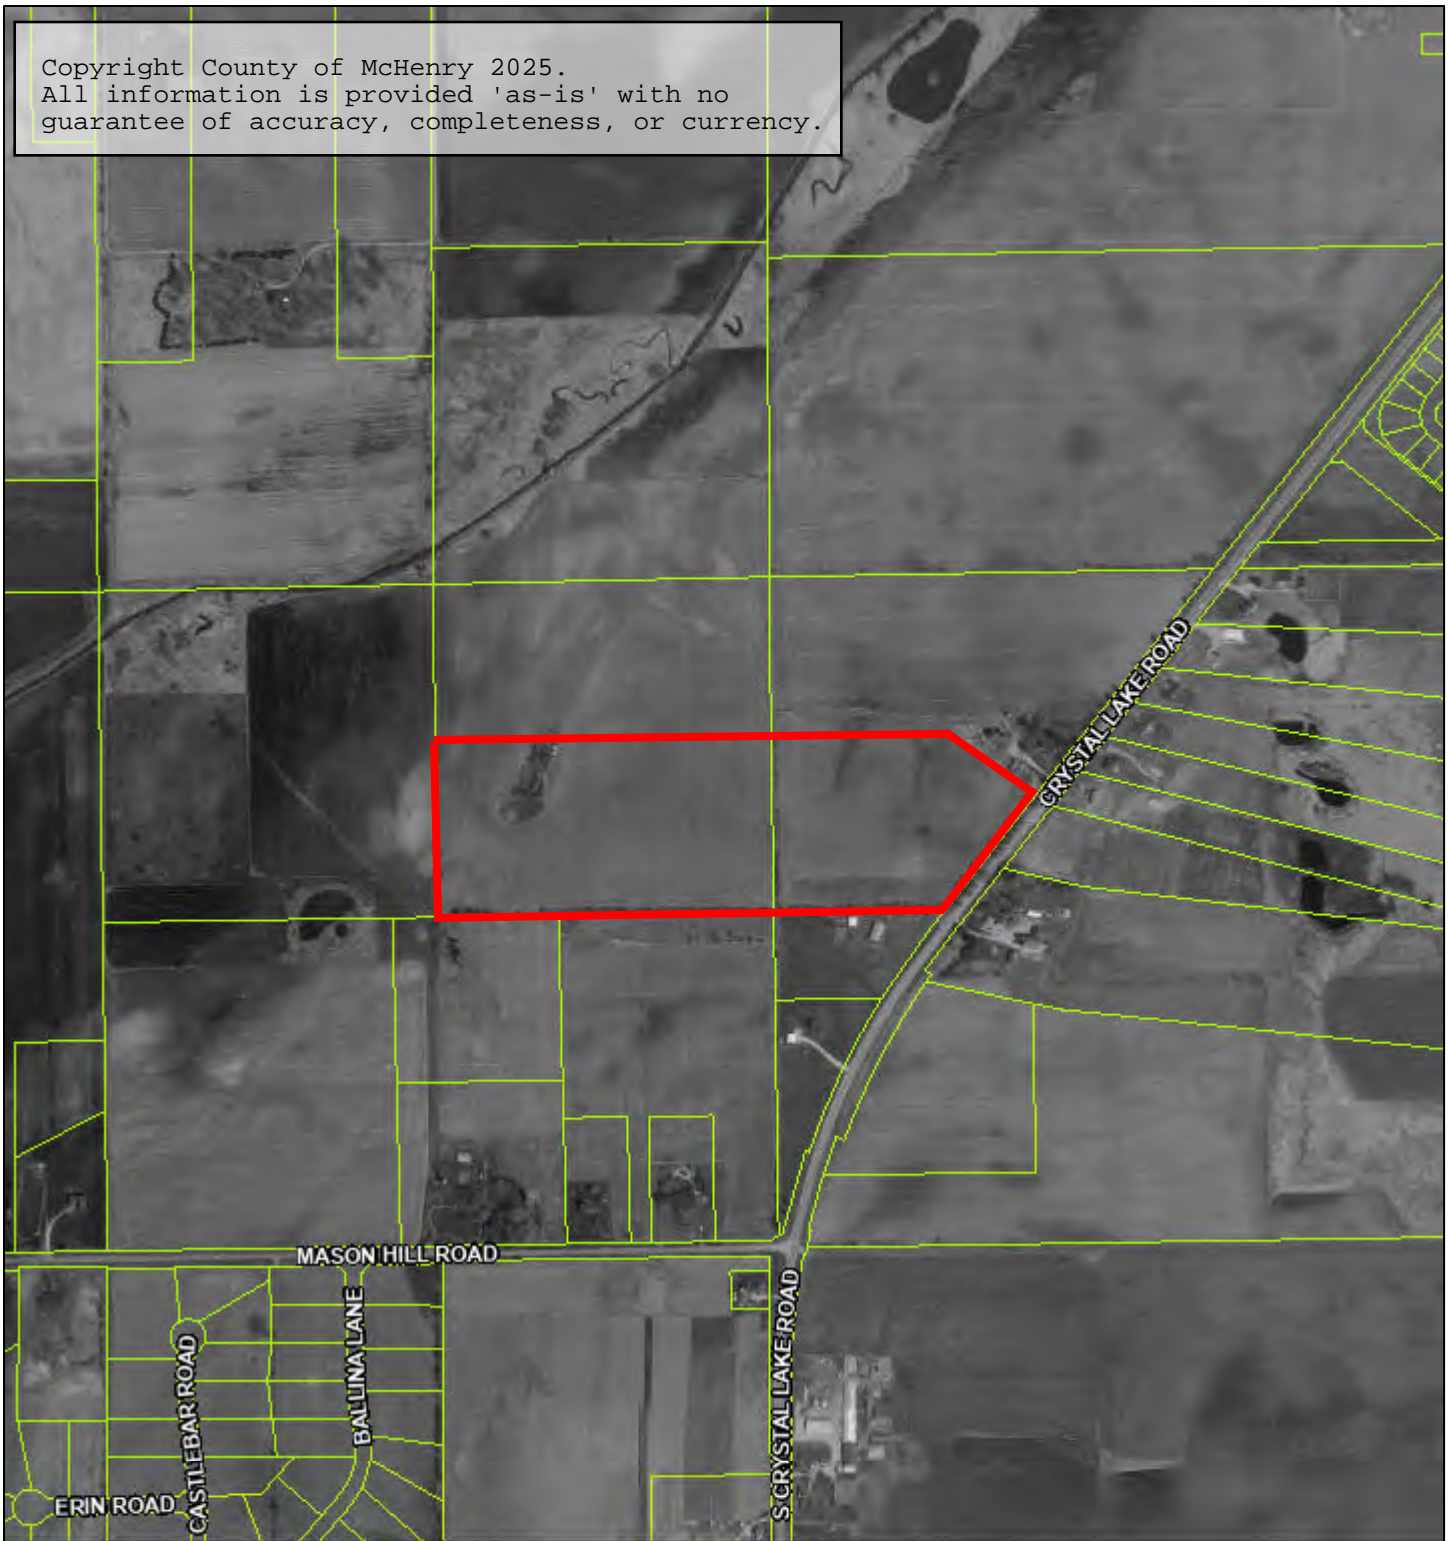 Copyright County of McHenry 2025.
All information is provided 'as-is' with no
guarantee of accuracy, completeness, or currency.
CRYSTAL LAKE ROAD
MASON HILL ROAD
BALLINA LANE
CASTLEBAR ROAD
S CRYSTAL LAKE ROAD
ERIN ROAD